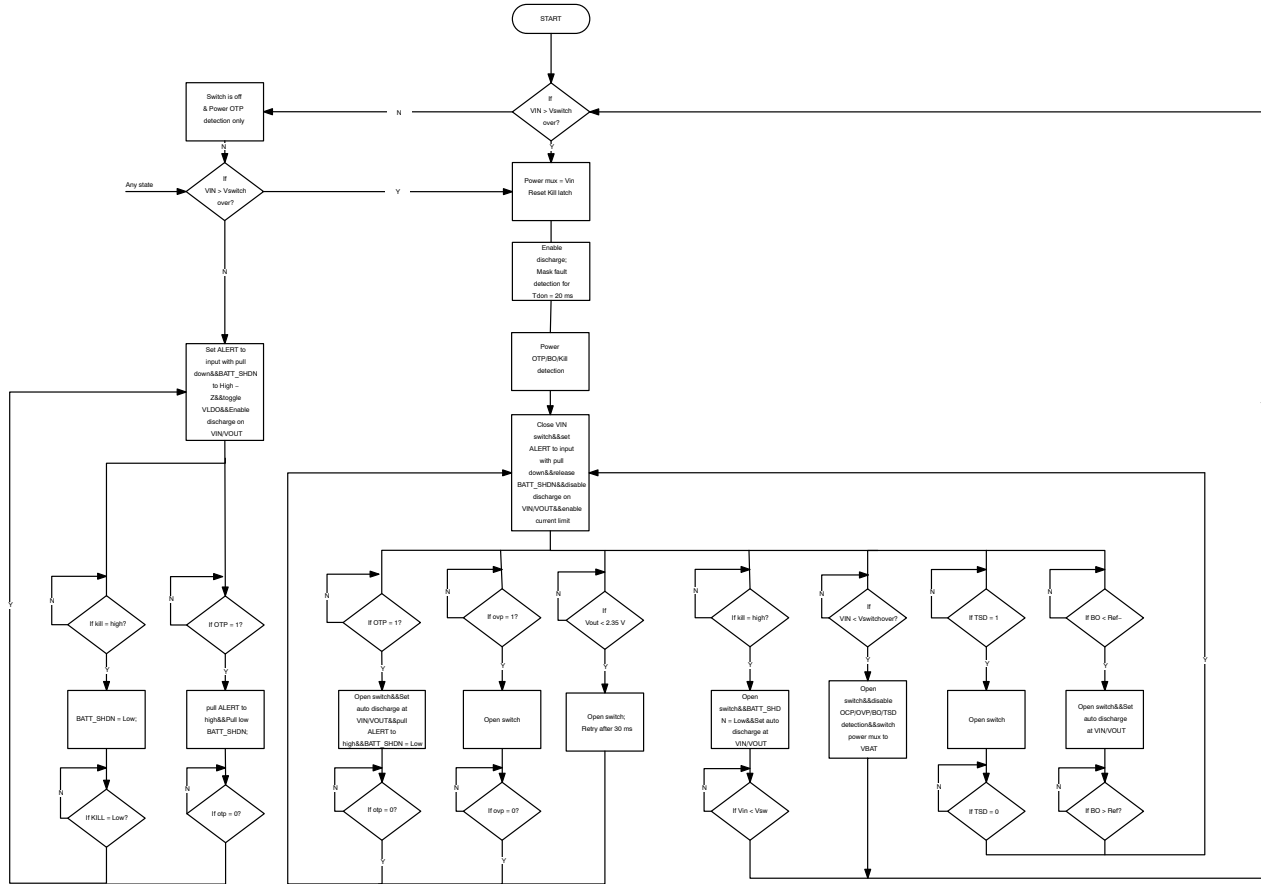 START
If
VIN > Vswitch
over?
N
Y
Switch is off
& Power OTP
detection only
N
Any state
If
VIN > Vswitch
over?
Y
N
Power mux = Vin
Reset Kill latch
Enable
discharge;
Mask fault
detection for
Tdon = 20 ms
Power
OTP/BO/Kill
detection
Set ALERT to
input with pull
down&&BATT_SHDN
to High –
Z&&toggle
VLDO&&Enable
discharge on
VIN/VOUT
Close VIN
switch&&set
ALERT to input
with pull
down&&release
BATT_SHDN&&disable
discharge on
VIN/VOUT&&enable
current limit
Y
N
If kill = high?
Y
BATT_SHDN = Low;
N
If KILL = Low?
N
If OTP = 1?
Y
pull ALERT to
high&&Pull low
BATT_SHDN;
N
If otp = 0?
N
If OTP = 1?
Y
Open switch&&Set
auto discharge at
VIN/VOUT&&pull
ALERT to
high&&BATT_SHDN = Low
N
If otp = 0?
Y
N
If ovp = 1?
Y
Open switch
N
If ovp = 0?
Y
N
If
Vout < 2.35 V
Y
Open switch;
Retry after 30 ms
N
If kill = high?
Y
Open
switch&&BATT_SHD
N = Low&&Set auto
discharge at
VIN/VOUT
N
If Vin < Vsw
N
If
VIN < Vswitchover?
Y
Open
switch&&disable
OCP/OVP/BO/TSD
detection&&switch
power mux to
VBAT
N
If TSD = 1
Y
Open switch
N
If TSD = 0
N
If BO < Ref–
Y
Open switch&&Set
auto discharge
at VIN/VOUT
N
If BO > Ref?
Y